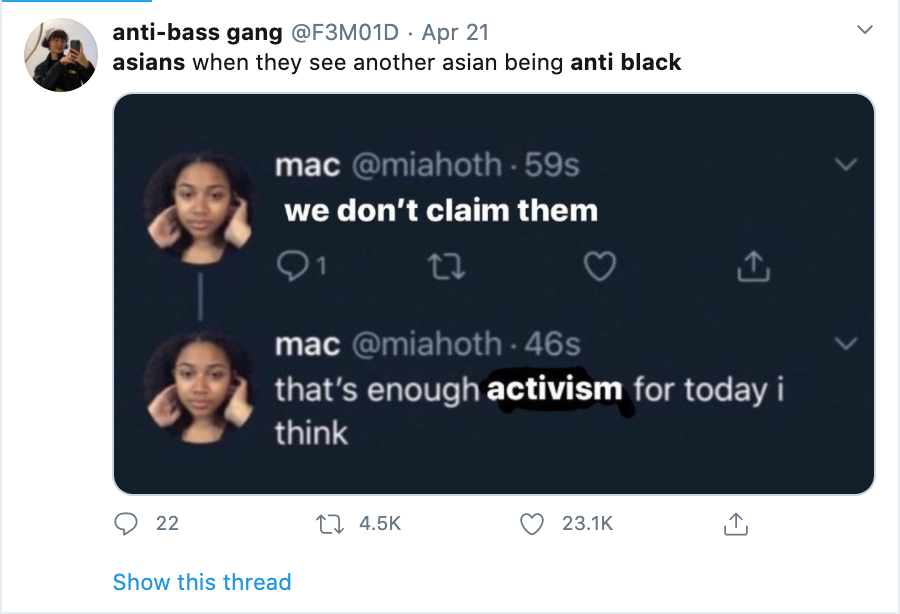 anti-bass gang @F3M01D · Apr 21
asians when they see another asian being anti black
mac @miahoth · 59s
we don't claim them
1
mac @miahoth · 46s
that's enough activism for today i
think
22 4.5K 23.1K
Show this thread